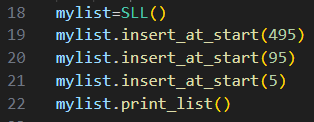 18 mylist=SLL()
19 mylist.insert_at_start(495)
20 mylist.insert_at_start(95)
21 mylist.insert_at_start(5)
22 mylist.print_list()